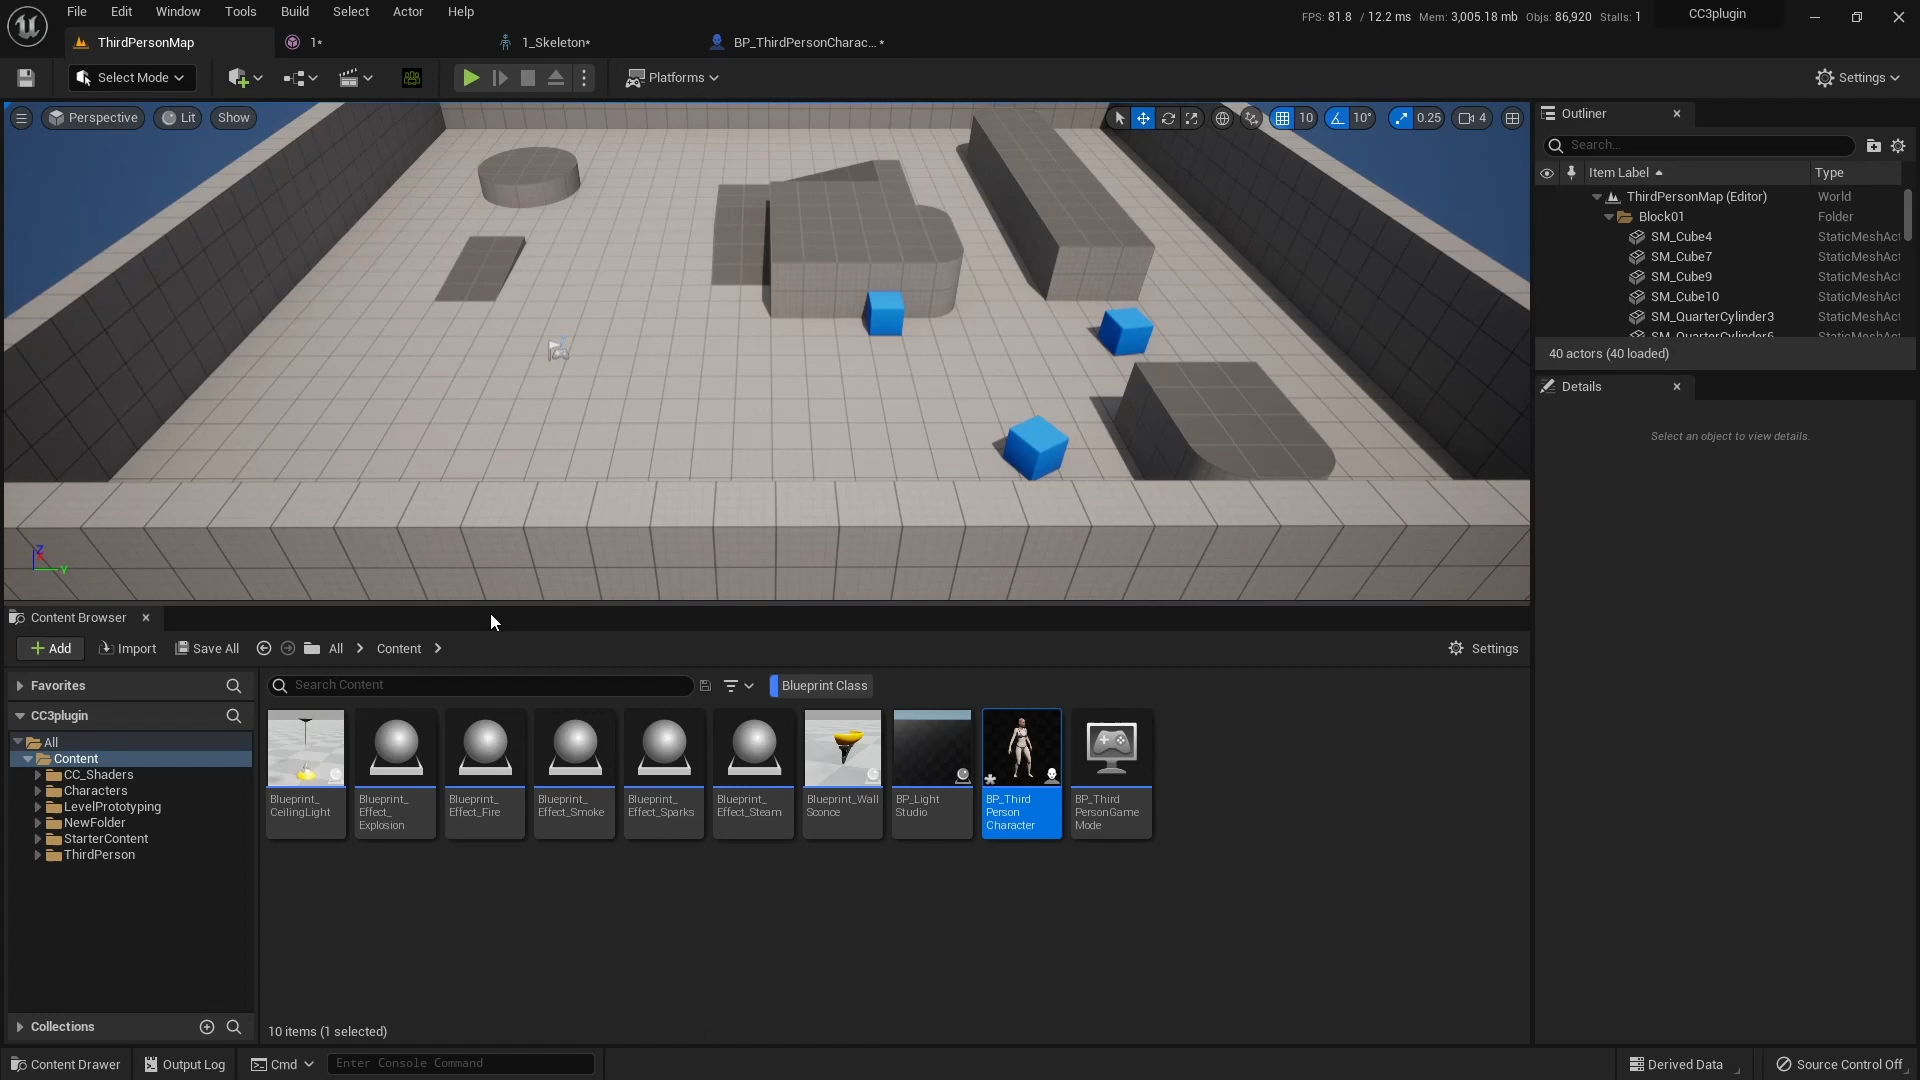 File Edit Window Tools Build Select Actor Help
FPS: 81.8 / 12.2 ms Mem: 3,005.18 mb Objs: 86,920 Stalls: 1
CC3plugin
ThirdPersonMap
1*
1_Skeleton*
BP_ThirdPersonCharac... *
Select Mode
Platforms
Settings
Perspective
Lit
Show
10
10°
0.25
4
Outliner
Search...
Item Label
Type
ThirdPersonMap (Editor) World
Block01 Folder
SM_Cube4 StaticMeshAct
SM_Cube7 StaticMeshAct
SM_Cube9 StaticMeshAct
SM_Cube10 StaticMeshAct
SM_QuarterCylinder3 StaticMeshAct
SM_QuarterCylinder6 StaticMeshAct
40 actors (40 loaded)
Details
Select an object to view details.
Z
Y
Content Browser
Add
Import
Save All
All
Content
Settings
Favorites
Search Content
Blueprint Class
CC3plugin
All
Content
CC_Shaders
Characters
LevelPrototyping
NewFolder
StarterContent
ThirdPerson
Blueprint_
CeilingLight
Blueprint_
Effect_
Explosion
Blueprint_
Effect_Fire
Blueprint_
Effect_Smoke
Blueprint_
Effect_Sparks
Blueprint_
Effect_Steam
Blueprint_Wall
Sconce
BP_Light
Studio
BP_Third
Person
Character
BP_Third
PersonGame
Mode
Collections
10 items (1 selected)
Content Drawer
Output Log
Cmd
Enter Console Command
Derived Data
Source Control Off